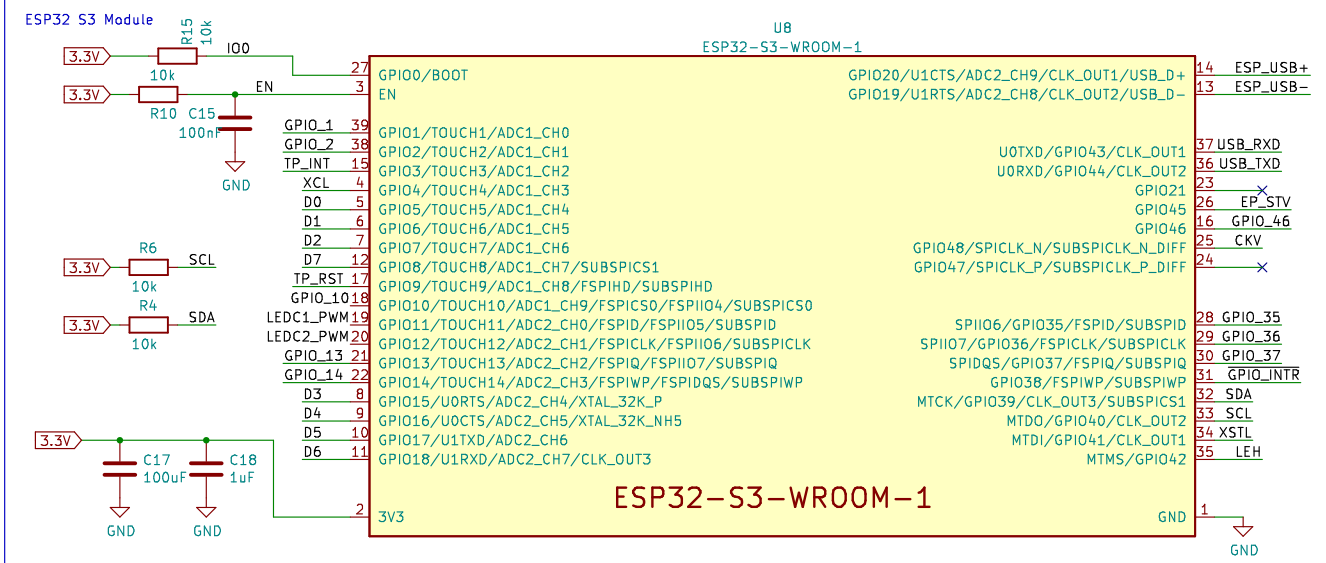 ESP32 S3 Module
3.3V
R15
10k
10k
IO0
3.3V
R10
EN
C15
100nF
GND
3.3V
R6
10k
SCL
3.3V
R4
10k
SDA
3.3V
C17
100uF
GND
C18
1uF
GND
U8
ESP32-S3-WROOM-1
27 GPIO0/BOOT
3 EN
GPIO_1 39 GPIO1/TOUCH1/ADC1_CH0
GPIO_2 38 GPIO2/TOUCH2/ADC1_CH1
TP_INT 15 GPIO3/TOUCH3/ADC1_CH2
XCL 4 GPIO4/TOUCH4/ADC1_CH3
D0 5 GPIO5/TOUCH5/ADC1_CH4
D1 6 GPIO6/TOUCH6/ADC1_CH5
D2 7 GPIO7/TOUCH7/ADC1_CH6
D7 12 GPIO8/TOUCH8/ADC1_CH7/SUBSPICS1
TP_RST 17 GPIO9/TOUCH9/ADC1_CH8/FSPIHD/SUBSPIHD
GPIO_10 18 GPIO10/TOUCH10/ADC1_CH9/FSPICS0/FSPIIO4/SUBSPICS0
LEDC1_PWM 19 GPIO11/TOUCH11/ADC2_CH0/FSPID/FSPIIO5/SUBSPID
LEDC2_PWM 20 GPIO12/TOUCH12/ADC2_CH1/FSPICLK/FSPIIO6/SUBSPICLK
GPIO_13 21 GPIO13/TOUCH13/ADC2_CH2/FSPIQ/FSPIIO7/SUBSPIQ
GPIO_14 22 GPIO14/TOUCH14/ADC2_CH3/FSPIWP/FSPIDQS/SUBSPIWP
D3 8 GPIO15/U0RTS/ADC2_CH4/XTAL_32K_P
D4 9 GPIO16/U0CTS/ADC2_CH5/XTAL_32K_NH5
D5 10 GPIO17/U1TXD/ADC2_CH6
D6 11 GPIO18/U1RXD/ADC2_CH7/CLK_OUT3
2 3V3
GPIO20/U1CTS/ADC2_CH9/CLK_OUT1/USB_D+ 14 ESP_USB+
GPIO19/U1RTS/ADC2_CH8/CLK_OUT2/USB_D- 13 ESP_USB-
U0TXD/GPIO43/CLK_OUT1 37 USB_RXD
U0RXD/GPIO44/CLK_OUT2 36 USB_TXD
GPIO21 23
GPIO45 26 EP_STV
GPIO46 16 GPIO_46
GPIO48/SPICLK_N/SUBSPICLK_N_DIFF 25 CKV
GPIO47/SPICLK_P/SUBSPICLK_P_DIFF 24
SPIIO6/GPIO35/FSPID/SUBSPID 28 GPIO_35
SPIIO7/GPIO36/FSPICLK/SUBSPICLK 29 GPIO_36
SPIDQS/GPIO37/FSPIQ/SUBSPIQ 30 GPIO_37
GPIO38/FSPIWP/SUBSPIWP 31 GPIO_INTR
MTCK/GPIO39/CLK_OUT3/SUBSPICS1 32 SDA
MTDO/GPIO40/CLK_OUT2 33 SCL
MTDI/GPIO41/CLK_OUT1 34 XSTL
MTMS/GPIO42 35 LEH
ESP32-S3-WROOM-1
GND 1
GND